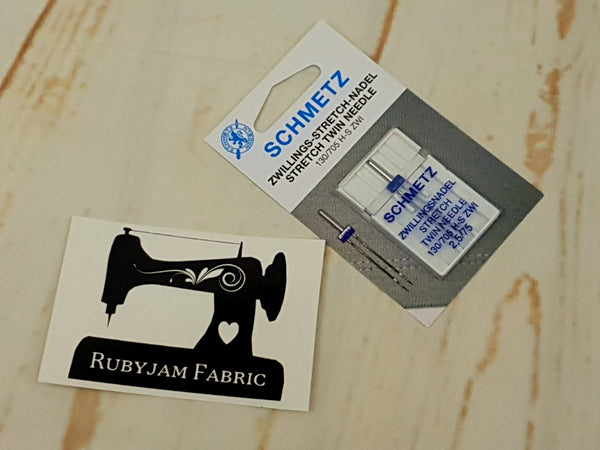 SCHMETZ
ZWILLINGS-STRETCH-NADEL
STRETCH TWIN NEEDLE
130/705 H-S ZWI
SCHMETZ
ZWILLINGSNADEL
STRETCH
TWIN NEEDLE
130/705 H-S ZWI
2,5/75
RUBYJAM FABRIC